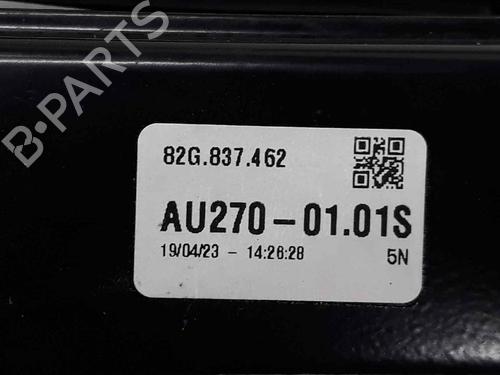 82G.837.462
AU270-01.01S
19/04/23 - 14:26:28
5N
B-PARTS